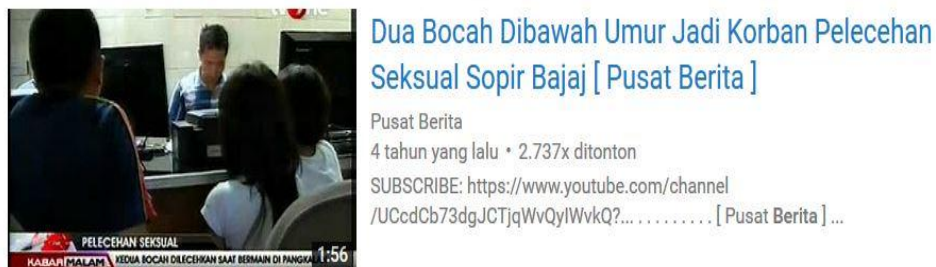 Dua Bocah Dibawah Umur Jadi Korban Pelecehan
Seksual Sopir Bajaj [ Pusat Berita ]
Pusat Berita
4 tahun yang lalu • 2.737x ditonton
SUBSCRIBE: https://www.youtube.com/channel
/UCcdCb73dgJCTjqWvQyIWvkQ?... . . . . . . . . . [ Pusat Berita ] ...
PELECEHAN SEKSUAL
KABAR MALAM
KEDUA BOCAH DILECEHKAN SAAT BERMAIN DI
1:56